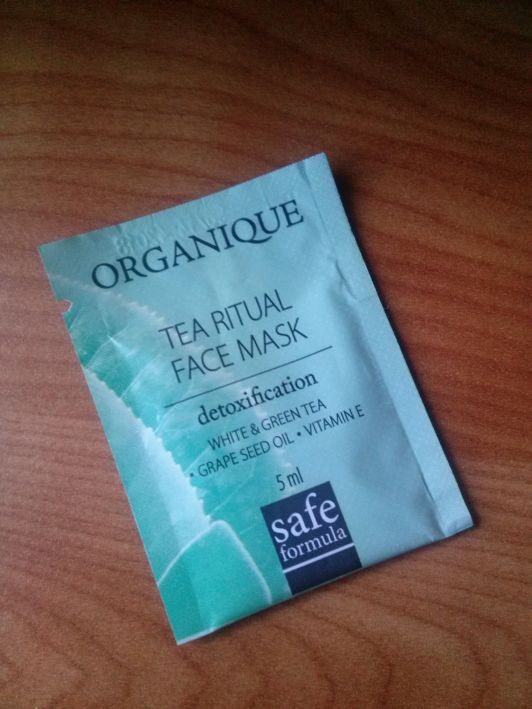 ORGANIQUE
TEA RITUAL
FACE MASK
detoxification
WHITE & GREEN TEA
• GRAPE SEED OIL • VITAMIN E
5 ml
safe
formula